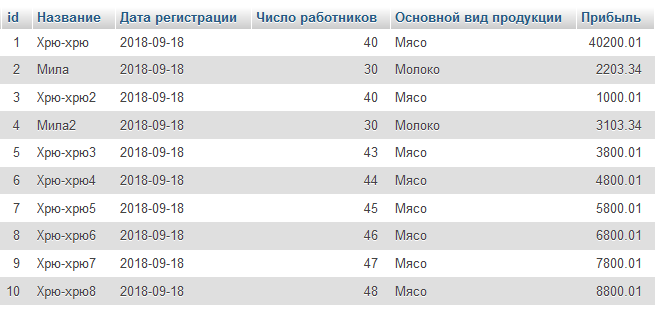 id Название Дата регистрации Число работников Основной вид продукции Прибыль
1 Хрю-хрю 2018-09-18 40 Мясо 40200.01
2 Мила 2018-09-18 30 Молоко 2203.34
3 Хрю-хрю2 2018-09-18 40 Мясо 1000.01
4 Мила2 2018-09-18 30 Молоко 3103.34
5 Хрю-хрю3 2018-09-18 43 Мясо 3800.01
6 Хрю-хрю4 2018-09-18 44 Мясо 4800.01
7 Хрю-хрю5 2018-09-18 45 Мясо 5800.01
8 Хрю-хрю6 2018-09-18 46 Мясо 6800.01
9 Хрю-хрю7 2018-09-18 47 Мясо 7800.01
10 Хрю-хрю8 2018-09-18 48 Мясо 8800.01